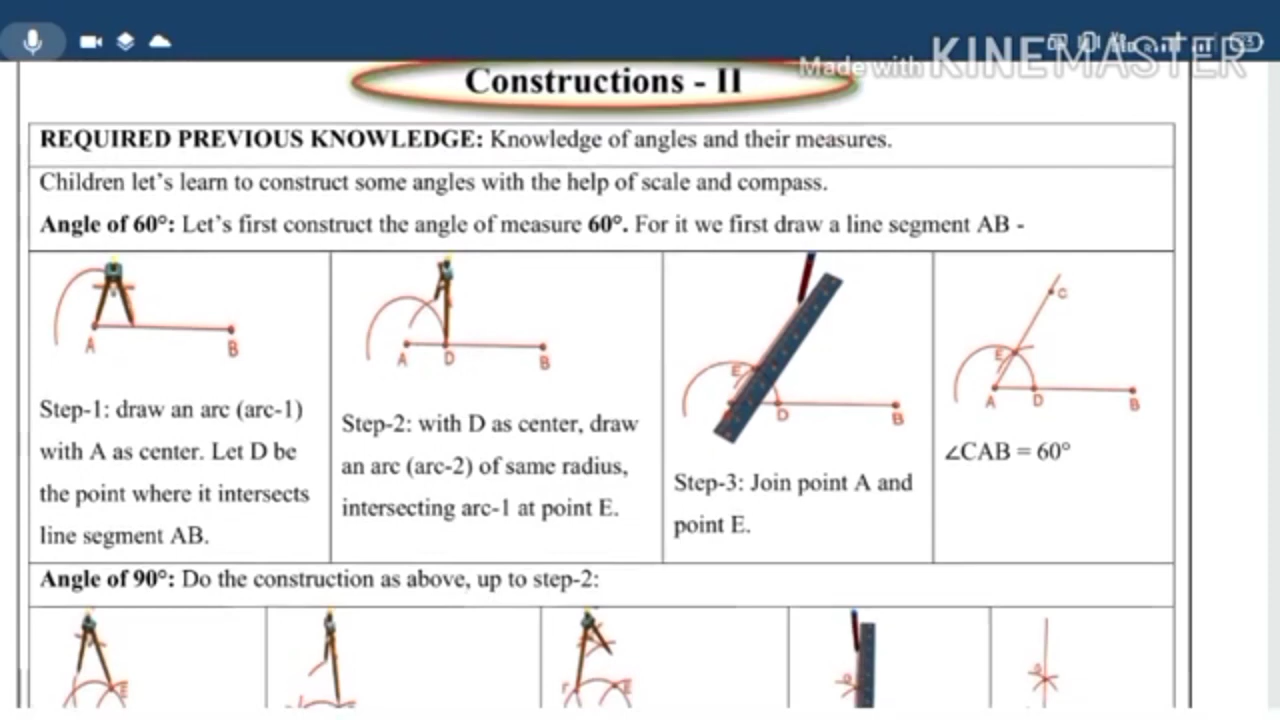 Made with KINEMASTER
Constructions - II
REQUIRED PREVIOUS KNOWLEDGE: Knowledge of angles and their measures.
Children let's learn to construct some angles with the help of scale and compass.
Angle of 60°: Let's first construct the angle of measure 60°. For it we first draw a line segment AB -
A B
Step-1: draw an arc (arc-1)
with A as center. Let D be
the point where it intersects
line segment AB.
A D B
Step-2: with D as center, draw
an arc (arc-2) of same radius,
intersecting arc-1 at point E.
E
D B
Step-3: Join point A and
point E.
C
E
A D B
∠CAB = 60°
Angle of 90°: Do the construction as above, up to step-2:
E
F E